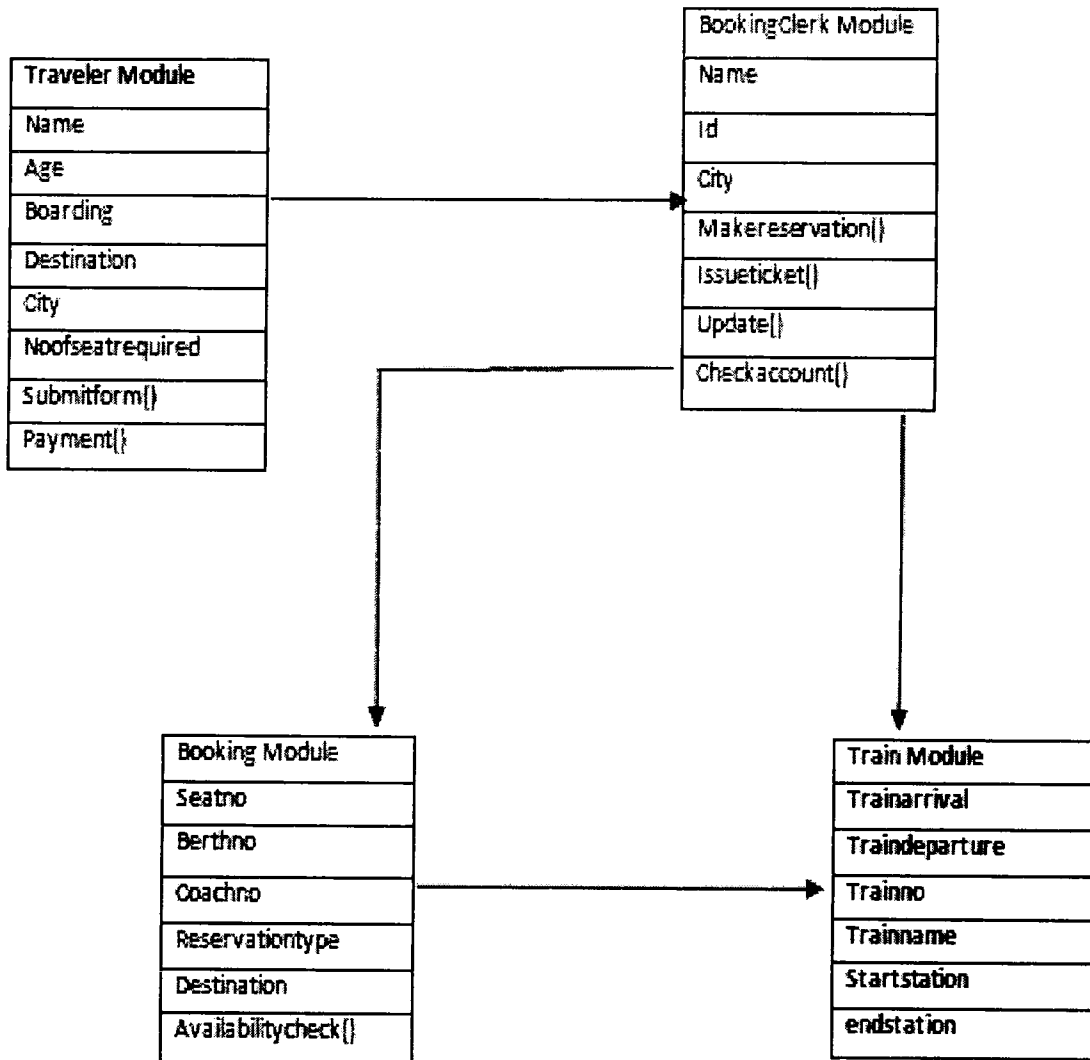 Traveler Module
Name
Age
Boarding
Destination
City
Noofseatrequired
Submitform()
Payment()
BookingClerk Module
Name
Id
City
Makereservation()
Issueticket()
Update()
Checkaccount()
Booking Module
Seatno
Berthno
Coachno
Reservationtype
Destination
Availabilitycheck()
Train Module
Trainarrival
Traindeparture
Trainno
Trainname
Startstation
endstation